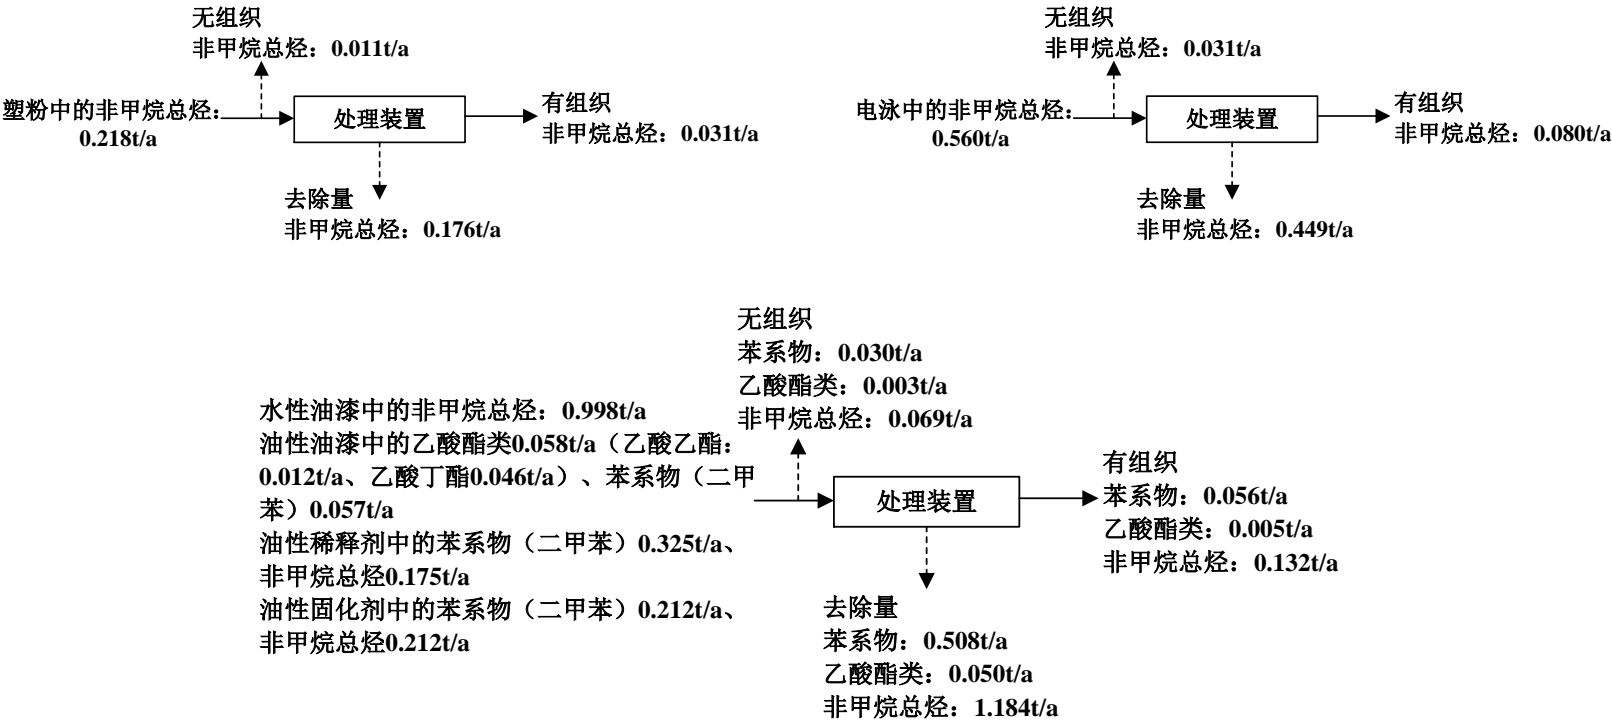 无组织
非甲烷总烃：0.011t/a
塑粉中的非甲烷总烃：
0.218t/a
处理装置
有组织
非甲烷总烃：0.031t/a
去除量
非甲烷总烃：0.176t/a
无组织
非甲烷总烃：0.031t/a
电泳中的非甲烷总烃：
0.560t/a
处理装置
有组织
非甲烷总烃：0.080t/a
去除量
非甲烷总烃：0.449t/a
无组织
苯系物：0.030t/a
乙酸酯类：0.003t/a
非甲烷总烃：0.069t/a
水性油漆中的非甲烷总烃：0.998t/a
油性油漆中的乙酸酯类0.058t/a（乙酸乙酯：
0.012t/a、乙酸丁酯0.046t/a）、苯系物（二甲
苯）0.057t/a
油性稀释剂中的苯系物（二甲苯）0.325t/a、
非甲烷总烃0.175t/a
油性固化剂中的苯系物（二甲苯）0.212t/a、
非甲烷总烃0.212t/a
处理装置
有组织
苯系物：0.056t/a
乙酸酯类：0.005t/a
非甲烷总烃：0.132t/a
去除量
苯系物：0.508t/a
乙酸酯类：0.050t/a
非甲烷总烃：1.184t/a